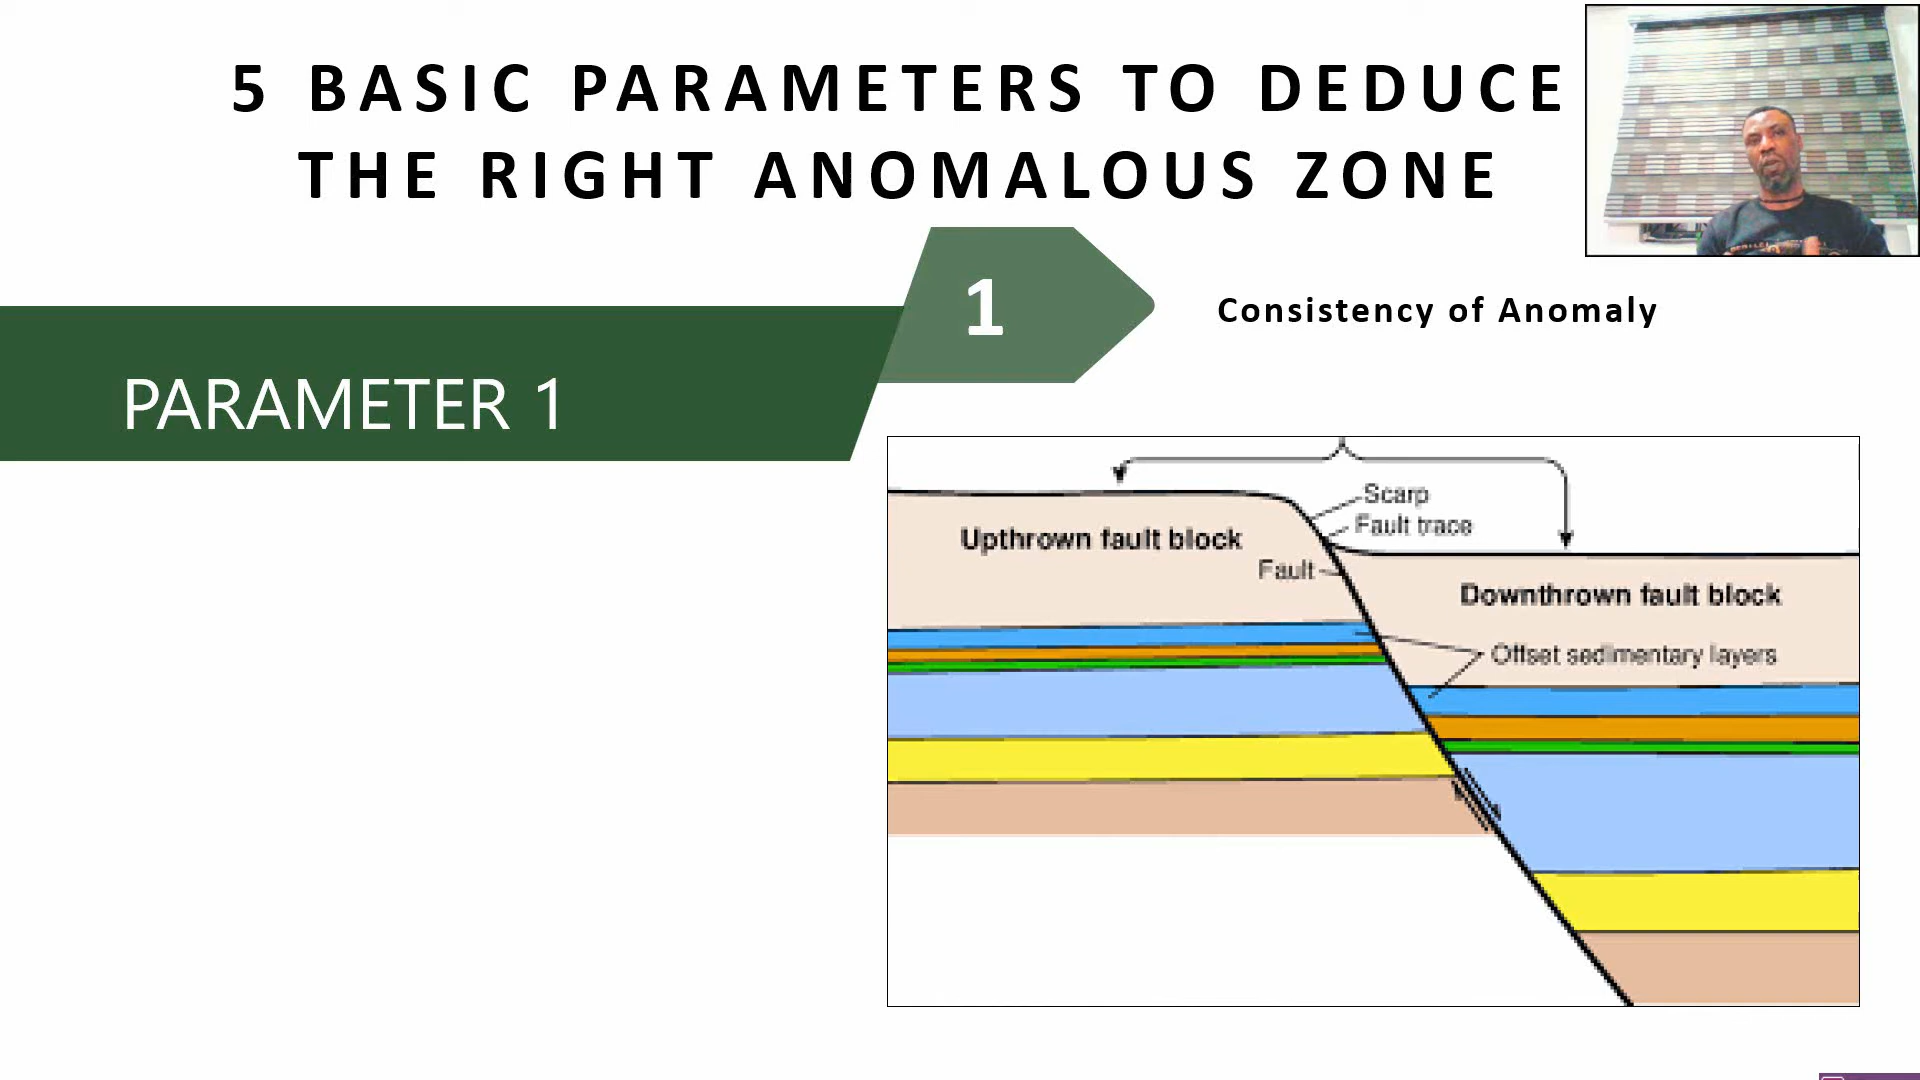 5 BASIC PARAMETERS TO DEDUCE
THE RIGHT ANOMALOUS ZONE
1
Consistency of Anomaly
PARAMETER 1
Scarp
Fault trace
Upthrown fault block
Fault
Downthrown fault block
Offset sedimentary layers